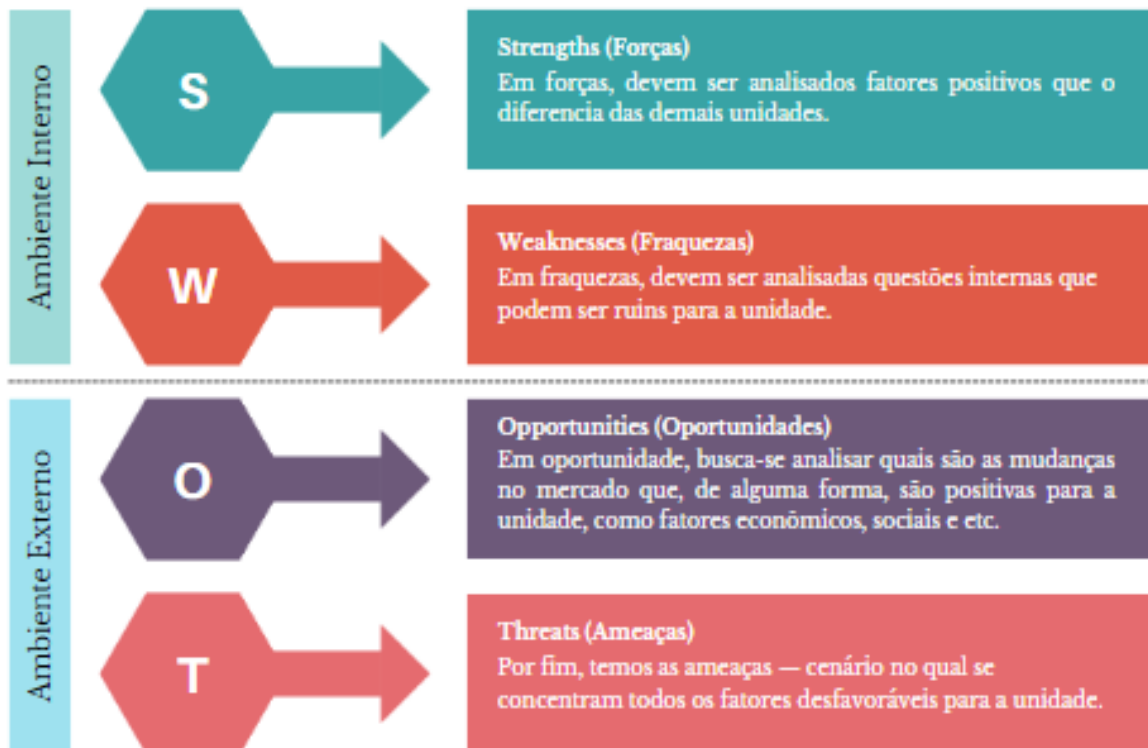 Ambiente Interno
S
Strengths (Forças)
Em forças, devem ser analisados fatores positivos que o
diferencia das demais unidades.
W
Weaknesses (Fraquezas)
Em fraquezas, devem ser analisadas questões internas que
podem ser ruins para a unidade.
Ambiente Externo
O
Opportunities (Oportunidades)
Em oportunidade, busca-se analisar quais são as mudanças
no mercado que, de alguma forma, são positivas para a
unidade, como fatores econômicos, sociais e etc.
T
Threats (Ameaças)
Por fim, temos as ameaças — cenário no qual se
concentram todos os fatores desfavoráveis para a unidade.